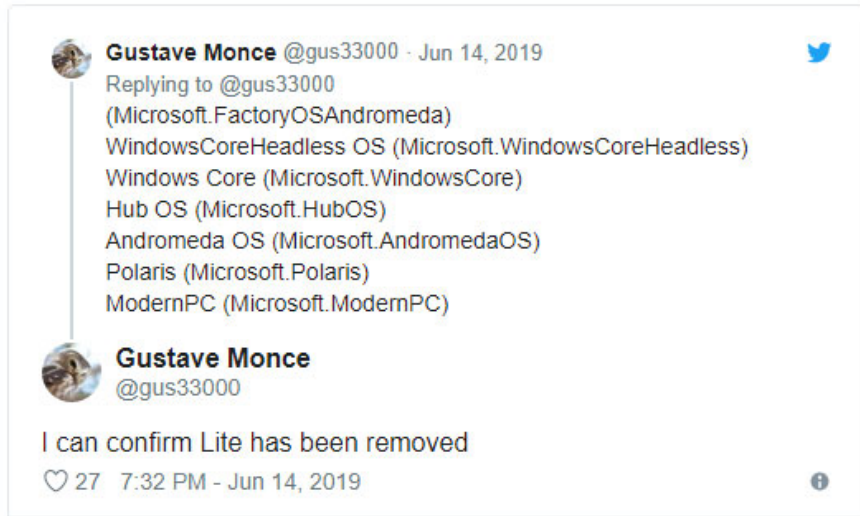 Gustave Monce @gus33000 · Jun 14, 2019
Replying to @gus33000
(Microsoft.FactoryOSAndromeda)
WindowsCoreHeadless OS (Microsoft.WindowsCoreHeadless)
Windows Core (Microsoft.WindowsCore)
Hub OS (Microsoft.HubOS)
Andromeda OS (Microsoft.AndromedaOS)
Polaris (Microsoft.Polaris)
ModernPC (Microsoft.ModernPC)
Gustave Monce
@gus33000
I can confirm Lite has been removed
27 7:32 PM - Jun 14, 2019